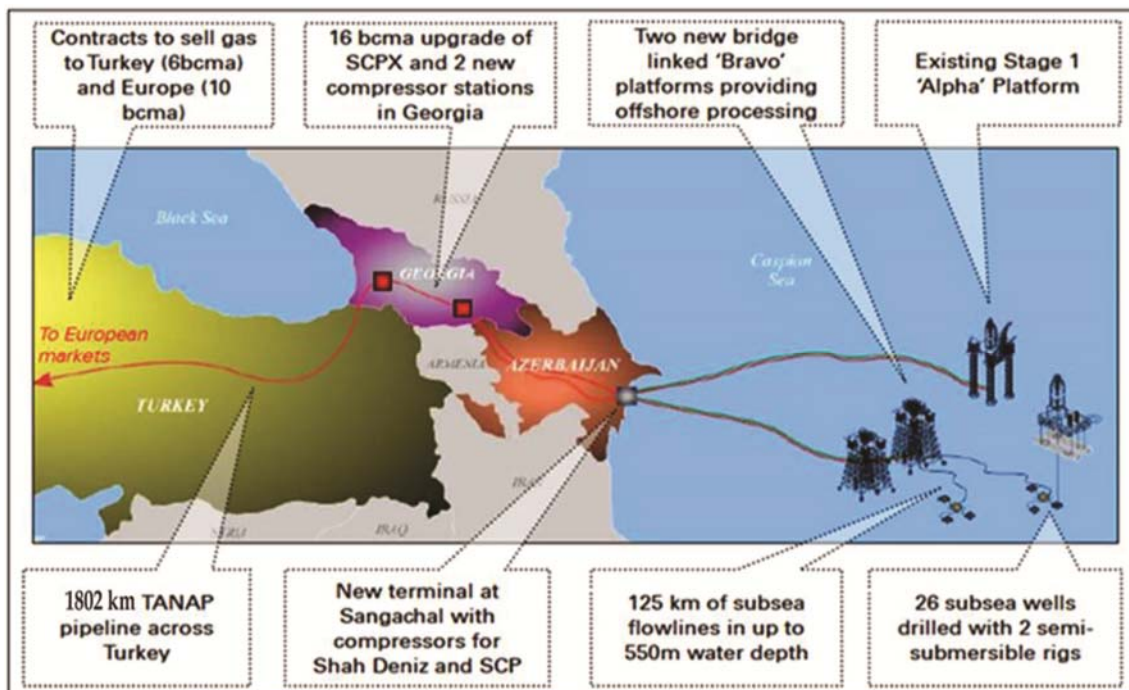 Contracts to sell gas
to Turkey (6bcma)
and Europe (10
bcma)
16 bcma upgrade of
SCPX and 2 new
compressor stations
in Georgia
Two new bridge
linked 'Bravo'
platforms providing
offshore processing
Existing Stage 1
'Alpha' Platform
RUSSIA
Black Sea
GEORGIA
Caspian
Sea
To European
markets
ARMENIA
AZERBAIJAN
TURKEY
IRAN
SYRIA
IRAQ
1802 km TANAP
pipeline across
Turkey
New terminal at
Sangachal with
compressors for
Shah Deniz and SCP
125 km of subsea
flowlines in up to
550m water depth
26 subsea wells
drilled with 2 semi-
submersible rigs